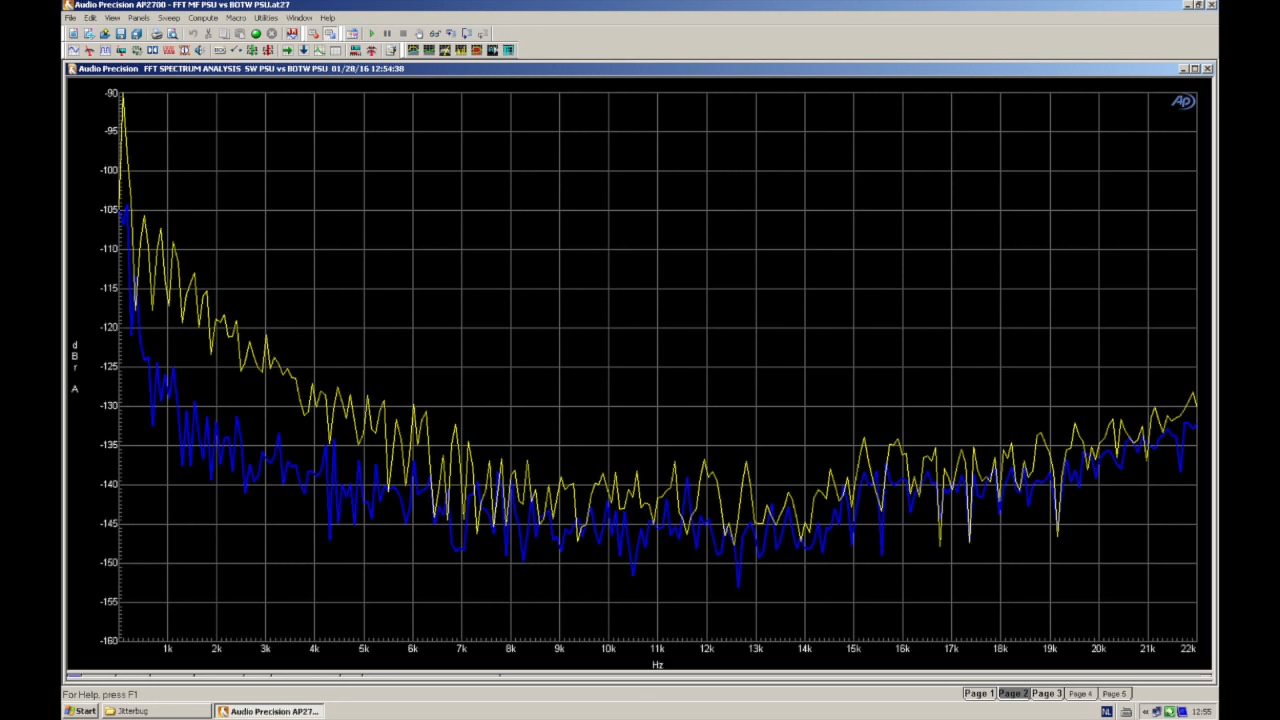 Audio Precision AP2700 - FFT MF PSU vs BOTW PSU.at27
File Edit View Panels Sweep Compute Macro Utilities Window Help
Audio Precision FFT SPECTRUM ANALYSIS SW PSU vs BOTW PSU 01/28/16 12:54:38
Ap
-90
-95
-100
-105
-110
-115
-120
-125
-130
-135
-140
-145
-150
-155
-160
d
B
r
A
1k 2k 3k 4k 5k 6k 7k 8k 9k 10k 11k 12k 13k 14k 15k 16k 17k 18k 19k 20k 21k 22k
Hz
For Help, press F1
Page 1 Page 2 Page 3 Page 4 Page 5
Start Jitterbug Audio Precision AP27... NL « 12:55